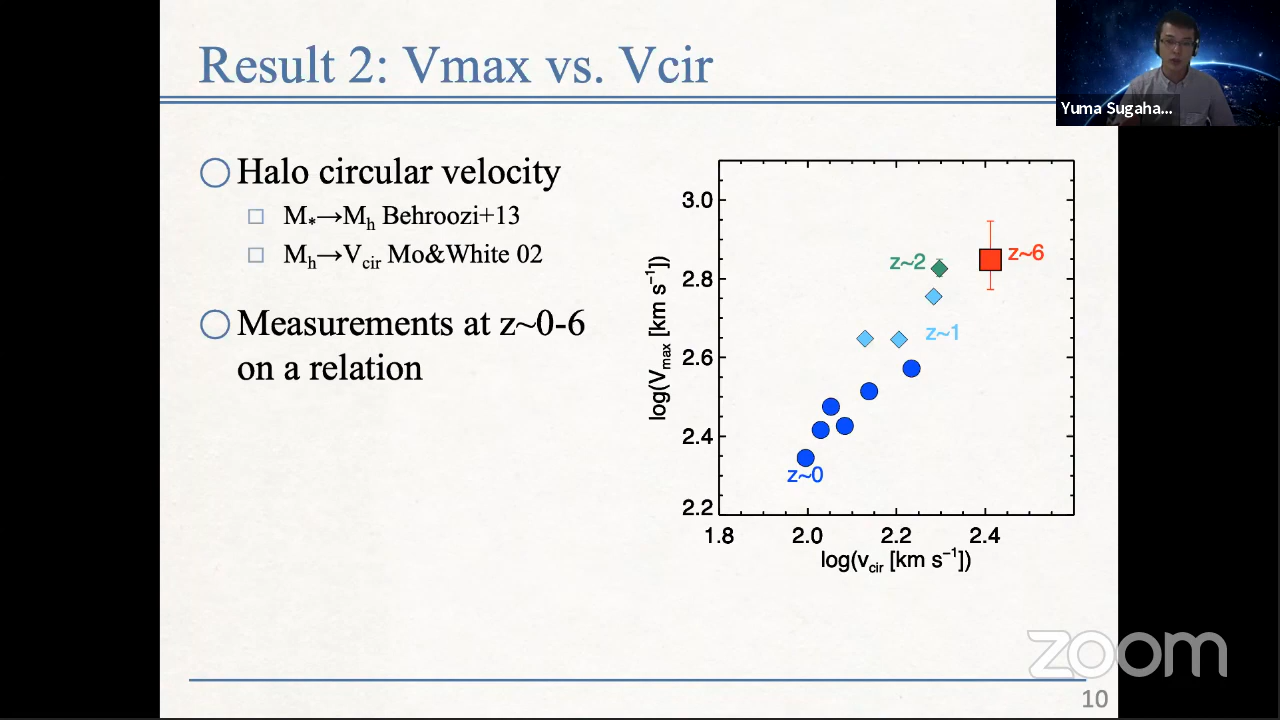 Result 2: Vmax vs. Vcir
Yuma Sugaha...
Halo circular velocity
M*→Mh Behroozi+13
Mh→Vcir Mo&White 02
Measurements at z~0-6
on a relation
3.0
2.8
2.6
2.4
2.2
log(Vmax [km s−1])
z~2
z~6
z~1
z~0
1.8 2.0 2.2 2.4
log(vcir [km s−1])
zoom
10